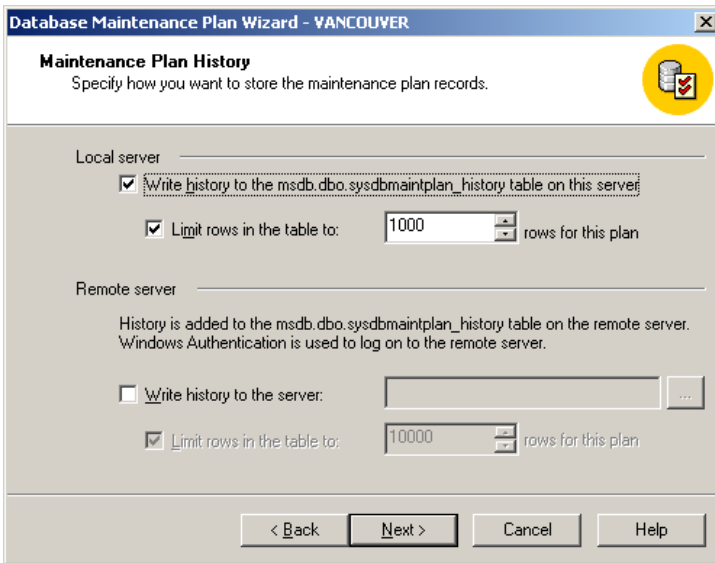 Database Maintenance Plan Wizard - VANCOUVER
Maintenance Plan History
Specify how you want to store the maintenance plan records.
Local server
Write history to the msdb.dbo.sysdbmaintplan_history table on this server
Limit rows in the table to: 1000 rows for this plan
Remote server
History is added to the msdb.dbo.sysdbmaintplan_history table on the remote server.
Windows Authentication is used to log on to the remote server.
Write history to the server: ...
Limit rows in the table to: 10000 rows for this plan
< Back Next > Cancel Help